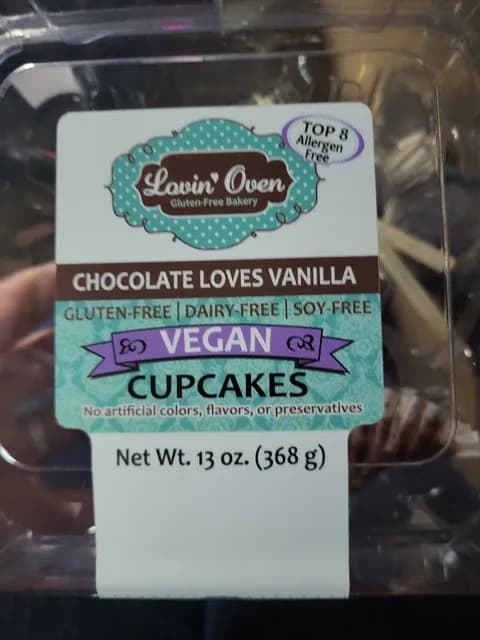 TOP 8
Allergen
Free
Lovin' Oven
Gluten-Free Bakery
CHOCOLATE LOVES VANILLA
GLUTEN-FREE | DAIRY-FREE | SOY-FREE
VEGAN
CUPCAKES
No artificial colors, flavors, or preservatives
Net Wt. 13 oz. (368 g)